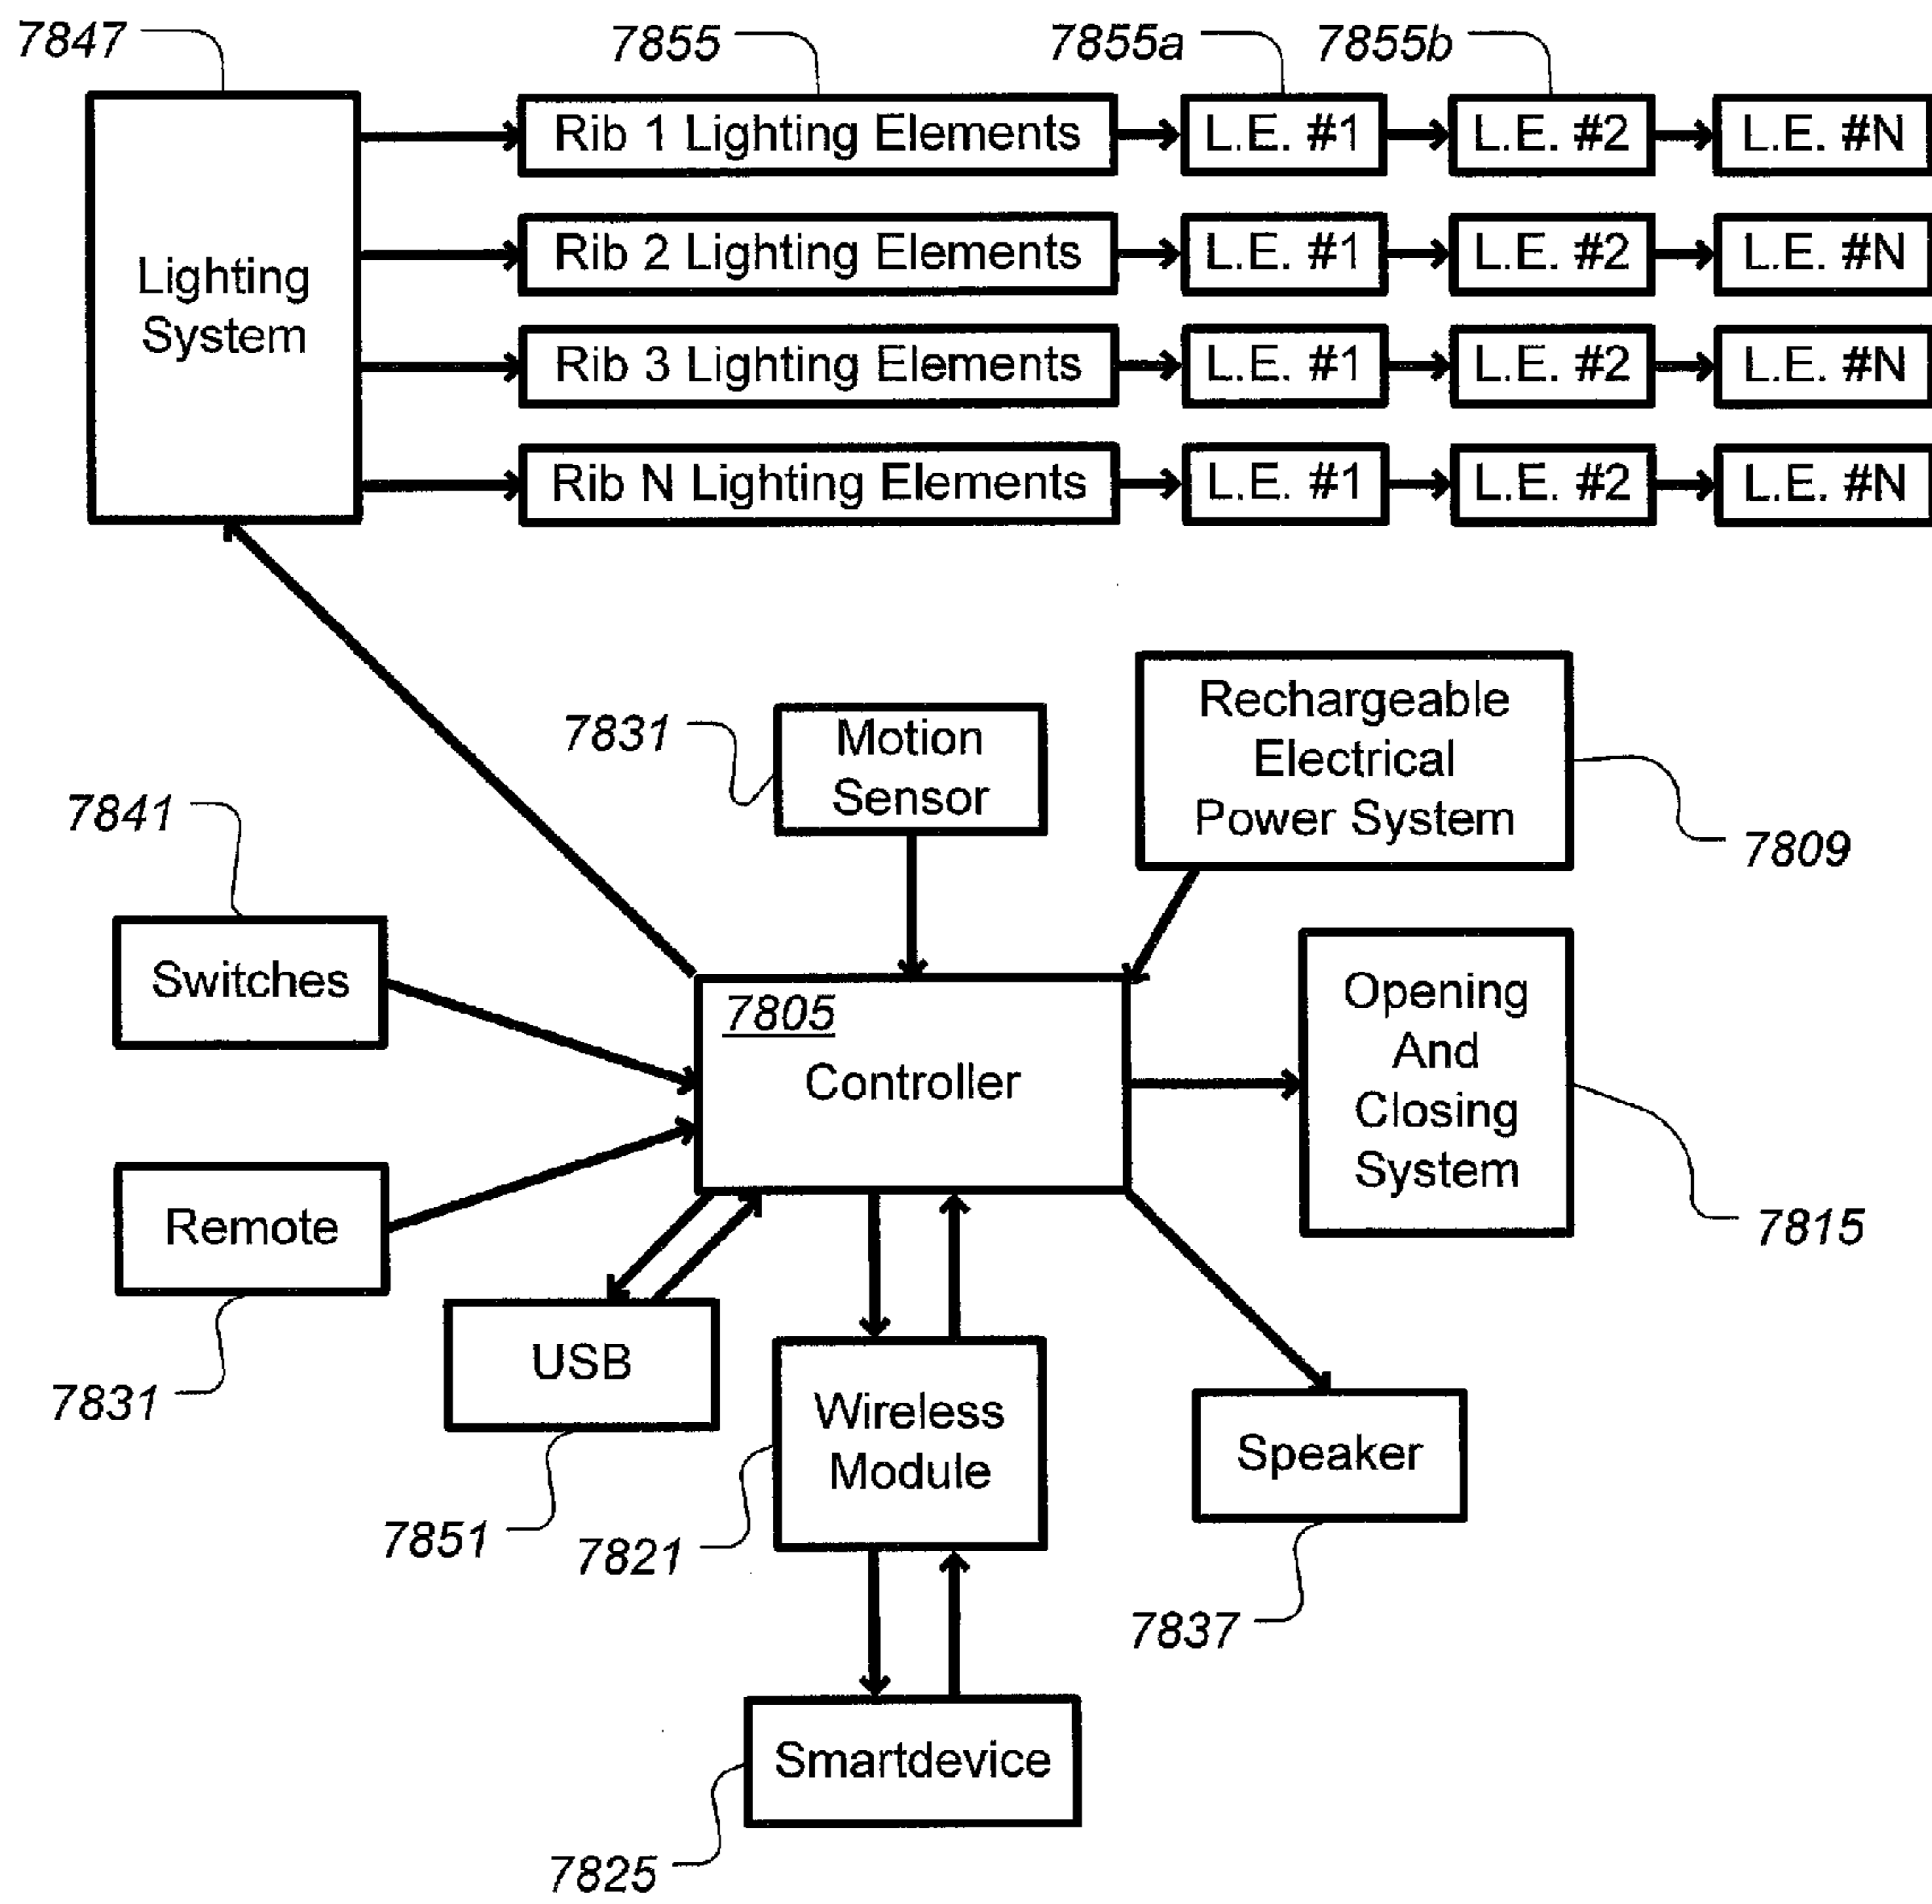 7847
7855
7855a
7855b
Lighting
System
Rib 1 Lighting Elements
L.E. #1
L.E. #2
L.E. #N
Rib 2 Lighting Elements
L.E. #1
L.E. #2
L.E. #N
Rib 3 Lighting Elements
L.E. #1
L.E. #2
L.E. #N
Rib N Lighting Elements
L.E. #1
L.E. #2
L.E. #N
7831
Motion
Sensor
Rechargeable
Electrical
Power System
7809
7841
Switches
7805
Controller
Opening
And
Closing
System
7815
Remote
7831
USB
7851
Wireless
Module
7821
Speaker
7837
Smartdevice
7825